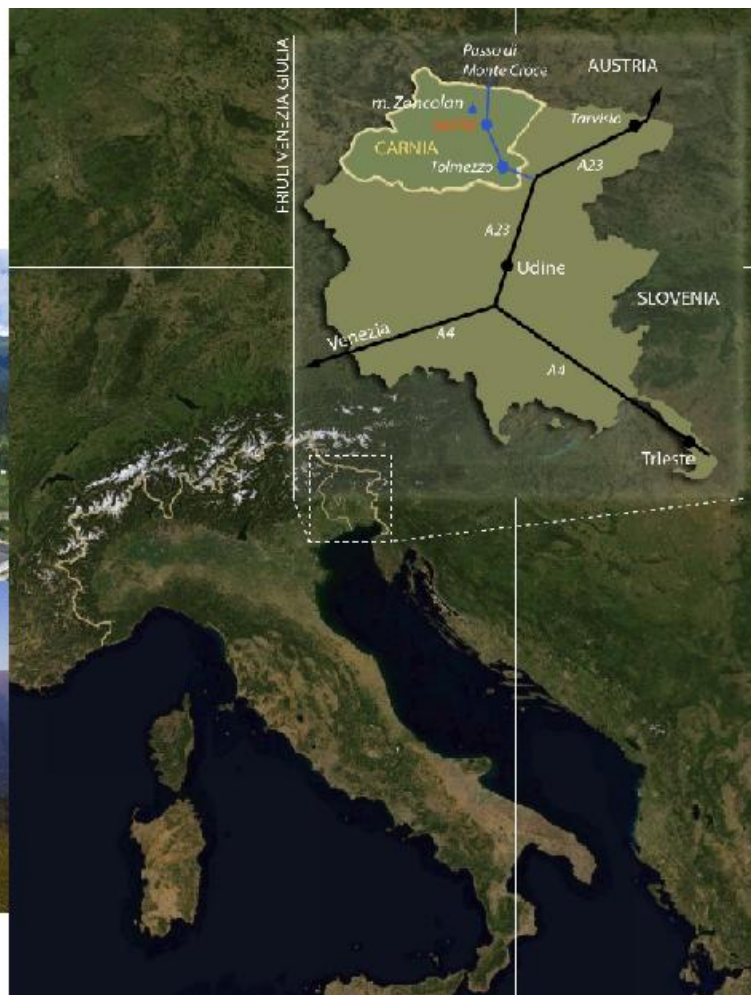 FRIULI VENEZIA GIULIA
Passo di
Monte Croce
AUSTRIA
m. Zoncolan
Tarvisio
CARNIA
Tolmezzo
A23
A23
Udine
SLOVENIA
Venezia
A4
A4
Trieste